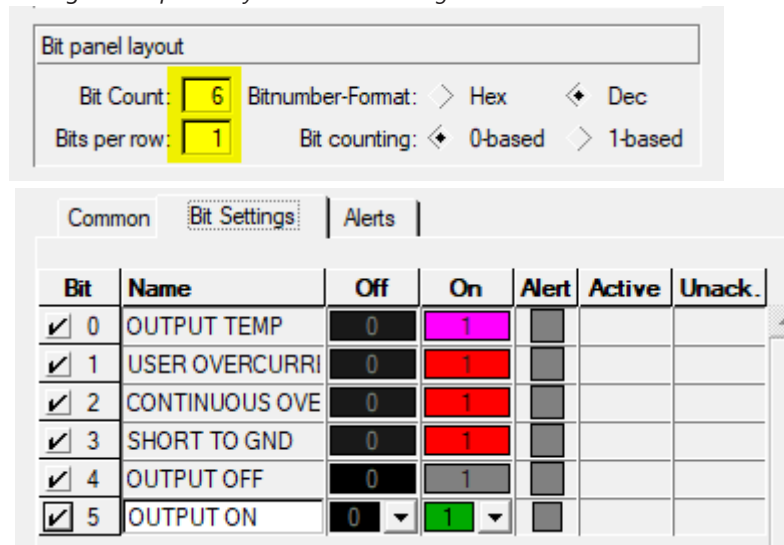 Bit panel layout
Bit Count: 6 Bitnumber-Format: Hex Dec
Bits per row: 1 Bit counting: 0-based 1-based
Common Bit Settings Alerts
Bit Name Off On Alert Active Unack.
0 OUTPUT TEMP 0 1
1 USER OVERCURRI 0 1
2 CONTINUOUS OVE 0 1
3 SHORT TO GND 0 1
4 OUTPUT OFF 0 1
5 OUTPUT ON 0 1